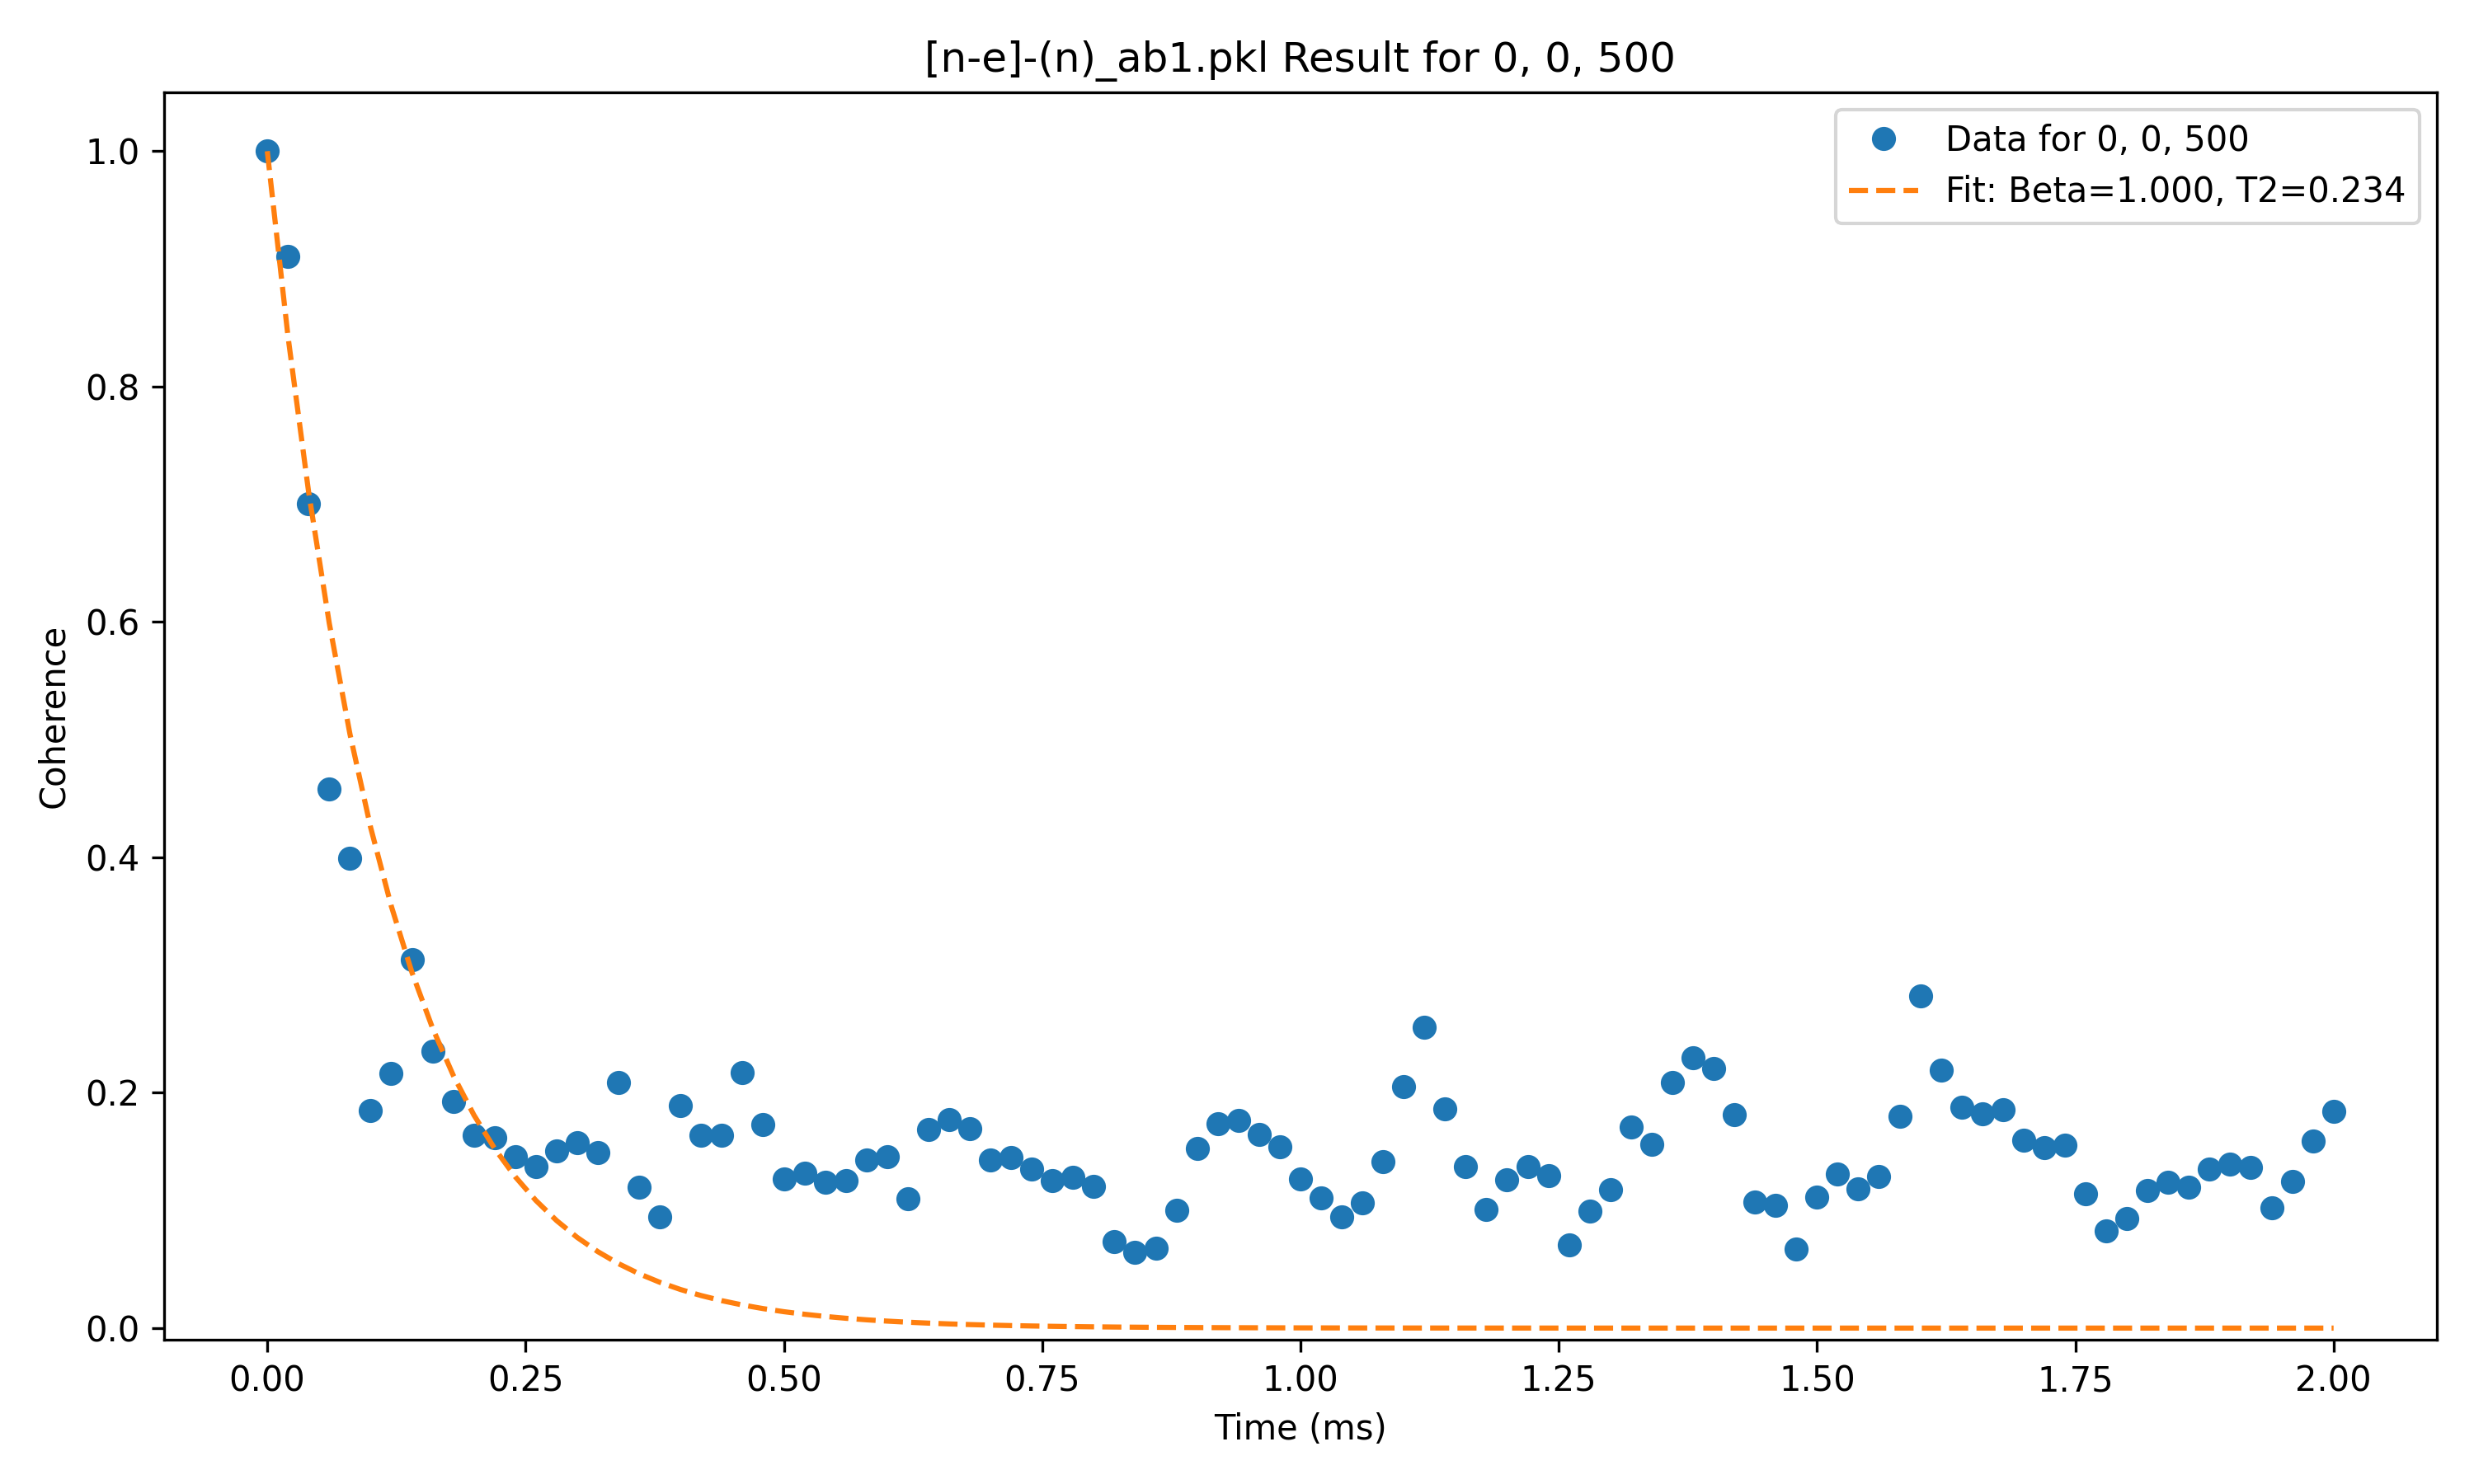 [n-e]-(n)_ab1.pkl Result for 0, 0, 500
Data for 0, 0, 500
Fit: Beta=1.000, T2=0.234
1.0
0.8
0.6
0.4
0.2
0.0
Coherence
0.00 0.25 0.50 0.75 1.00 1.25 1.50 1.75 2.00
Time (ms)